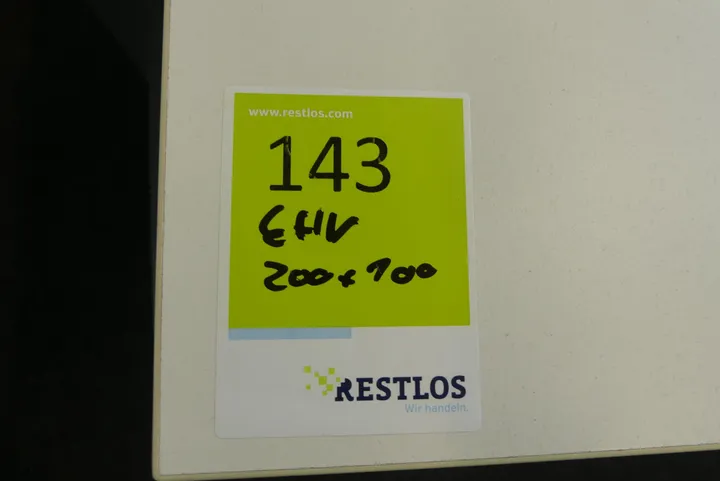 www.restlos.com
143
EHV
200x100
RESTLOS
Wir handeln.